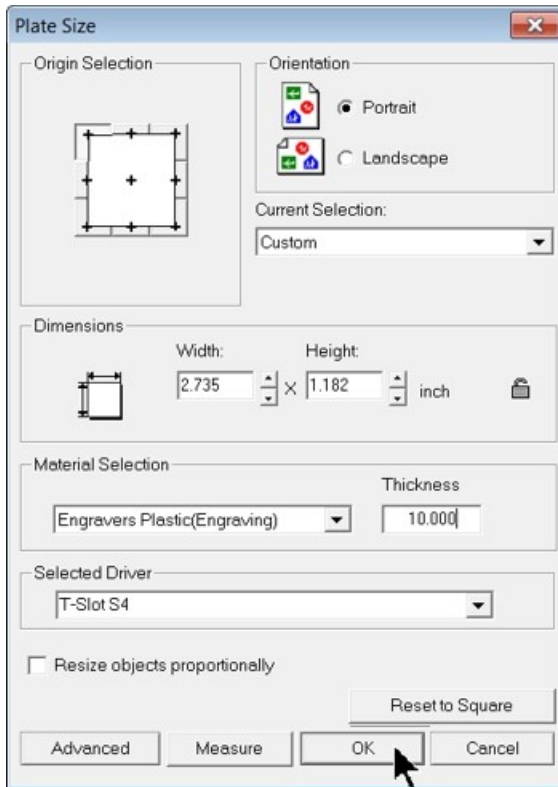 Plate Size
Origin Selection
Orientation
Portrait
Landscape
Current Selection:
Custom
Dimensions
Width:
Height:
2.735
X
1.182
inch
Material Selection
Thickness
Engravers Plastic(Engraving)
10.000
Selected Driver
T-Slot S4
Resize objects proportionally
Reset to Square
Advanced
Measure
OK
Cancel